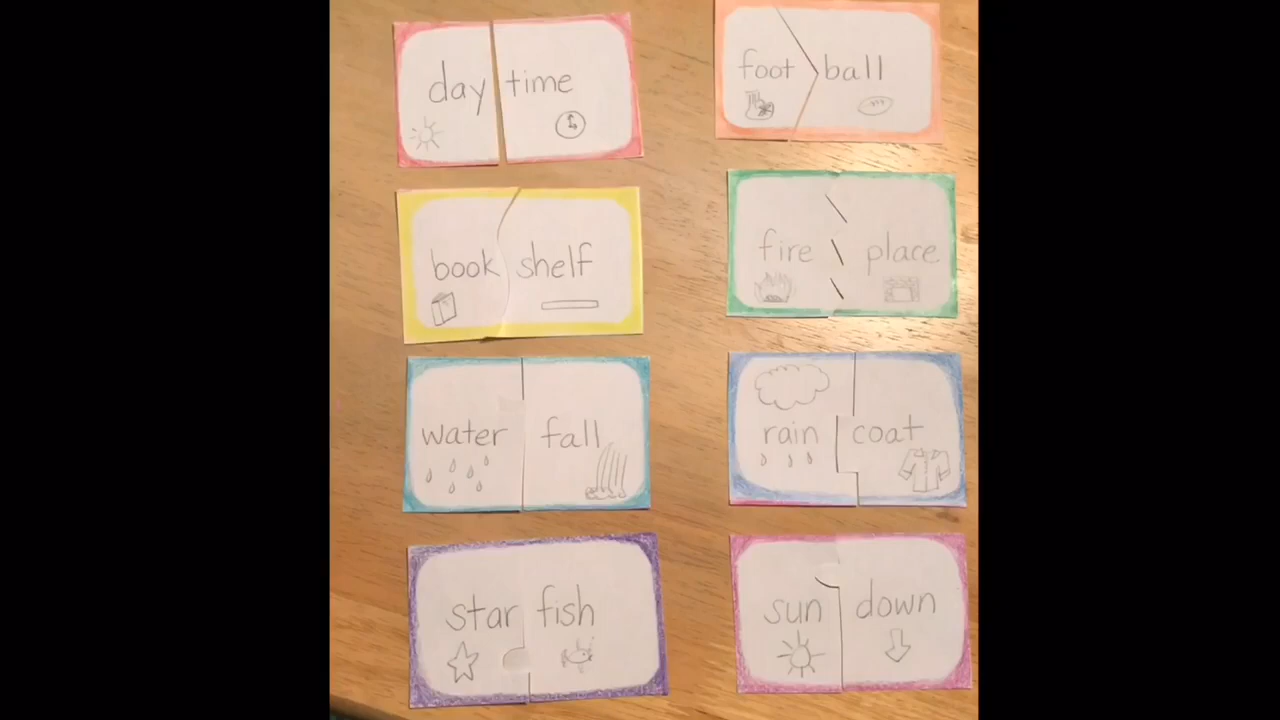 day time
foot ball
book shelf
fire place
water fall
rain coat
star fish
sun down